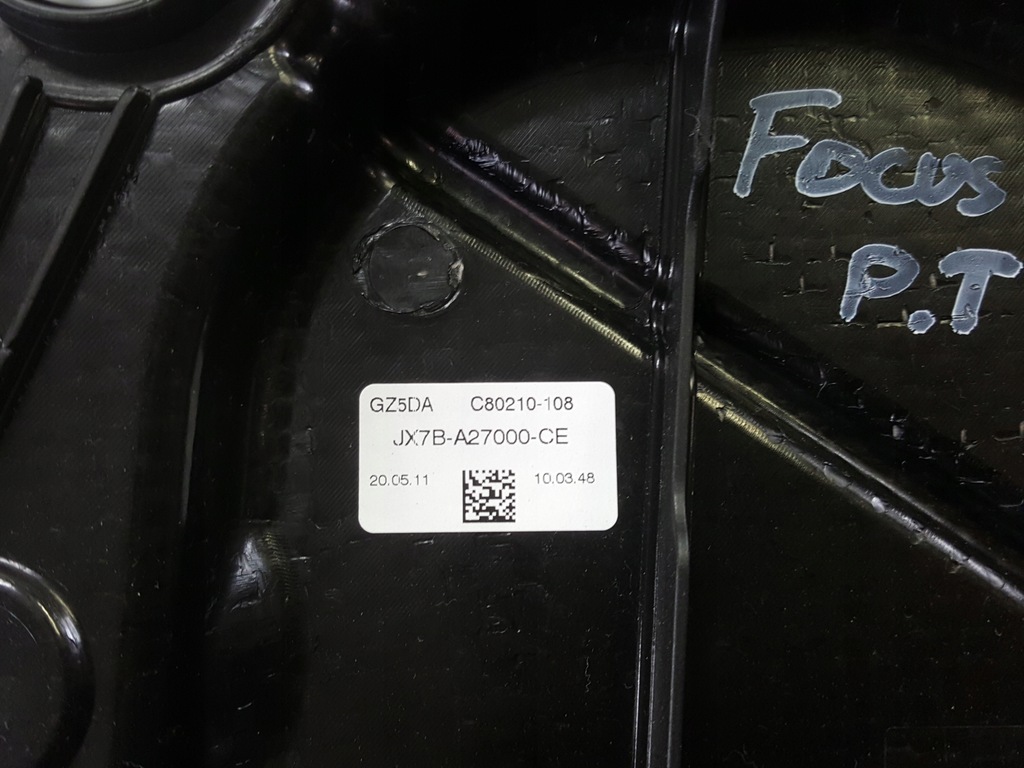 FOCUS
P.T
GZ5DA C80210-108
JX7B-A27000-CE
20.05.11 10.03.48